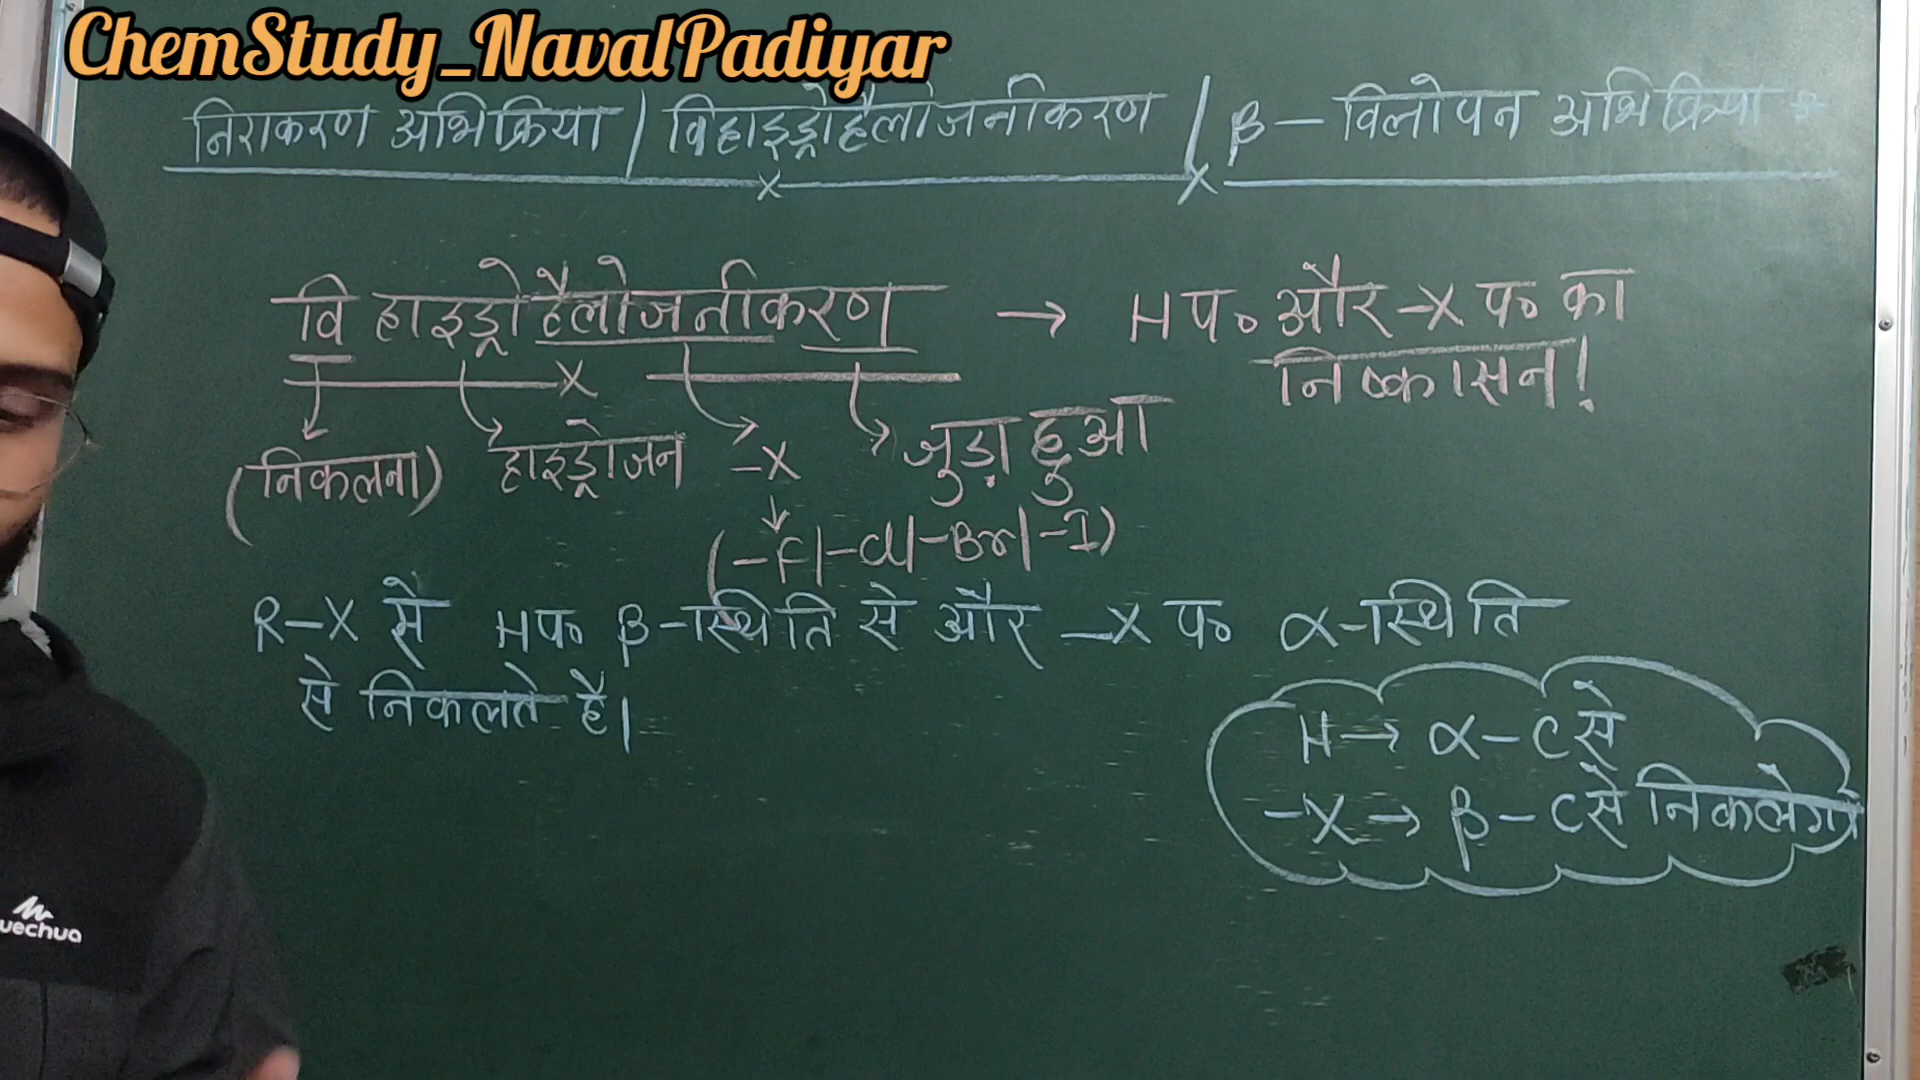 ChemStudy_NavalPadiyar
निराकरण अभिक्रिया / विहाइड्रोहैलोजनीकरण / β-विलोपन अभिक्रिया
विहाइड्रोहैलोजनीकरण → H प० और -X प० का
निष्कासन!
(निकलना) हाइड्रोजन -X जुड़ा हुआ
(-F|-Cl|-Br|-I)
R-X से H प० β-स्थिति से और -X प० α-स्थिति
से निकलते है।
H → α-C से
-X → β-C से निकलेगा
uechua